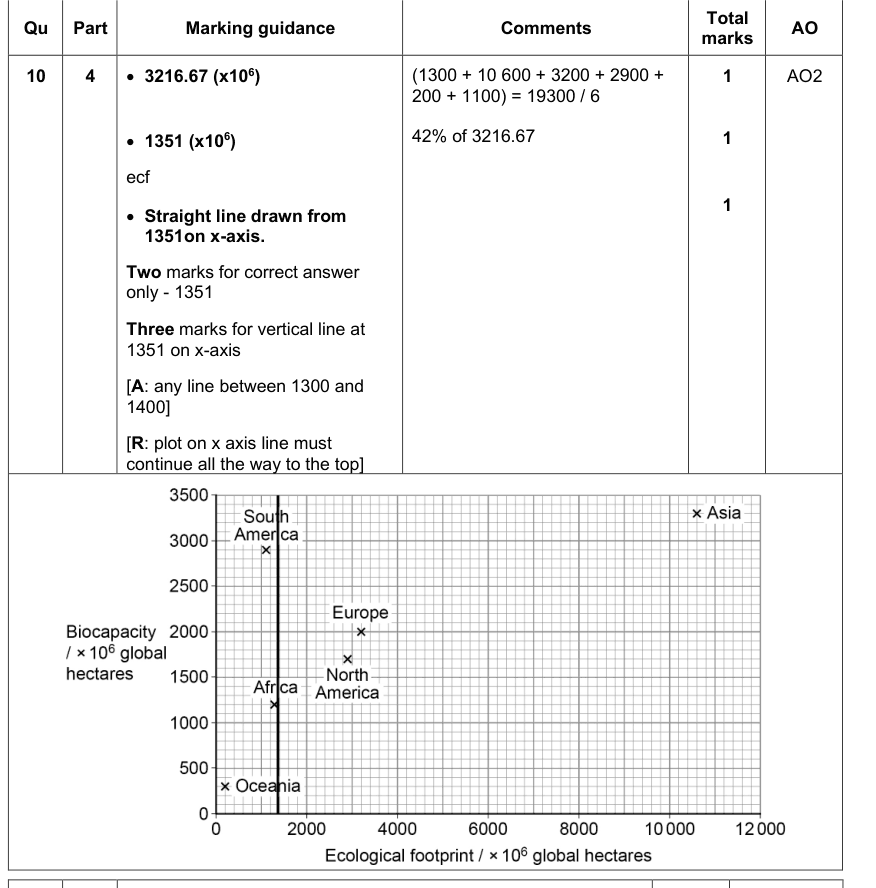 Qu Part Marking guidance Comments Total marks AO
10 4 • 3216.67 (x10⁶) (1300 + 10 600 + 3200 + 2900 + 1 AO2
200 + 1100) = 19300 / 6
• 1351 (x10⁶) 42% of 3216.67 1
ecf
1
• Straight line drawn from
1351on x-axis.
Two marks for correct answer
only - 1351
Three marks for vertical line at
1351 on x-axis
[A: any line between 1300 and
1400]
[R: plot on x axis line must
continue all the way to the top]
3500
South
America
Asia
3000
2500
Europe
Biocapacity
/ × 10⁶ global
hectares
2000
North
America
1500
Africa
1000
500
Oceania
0
0 2000 4000 6000 8000 10 000 12 000
Ecological footprint / × 10⁶ global hectares